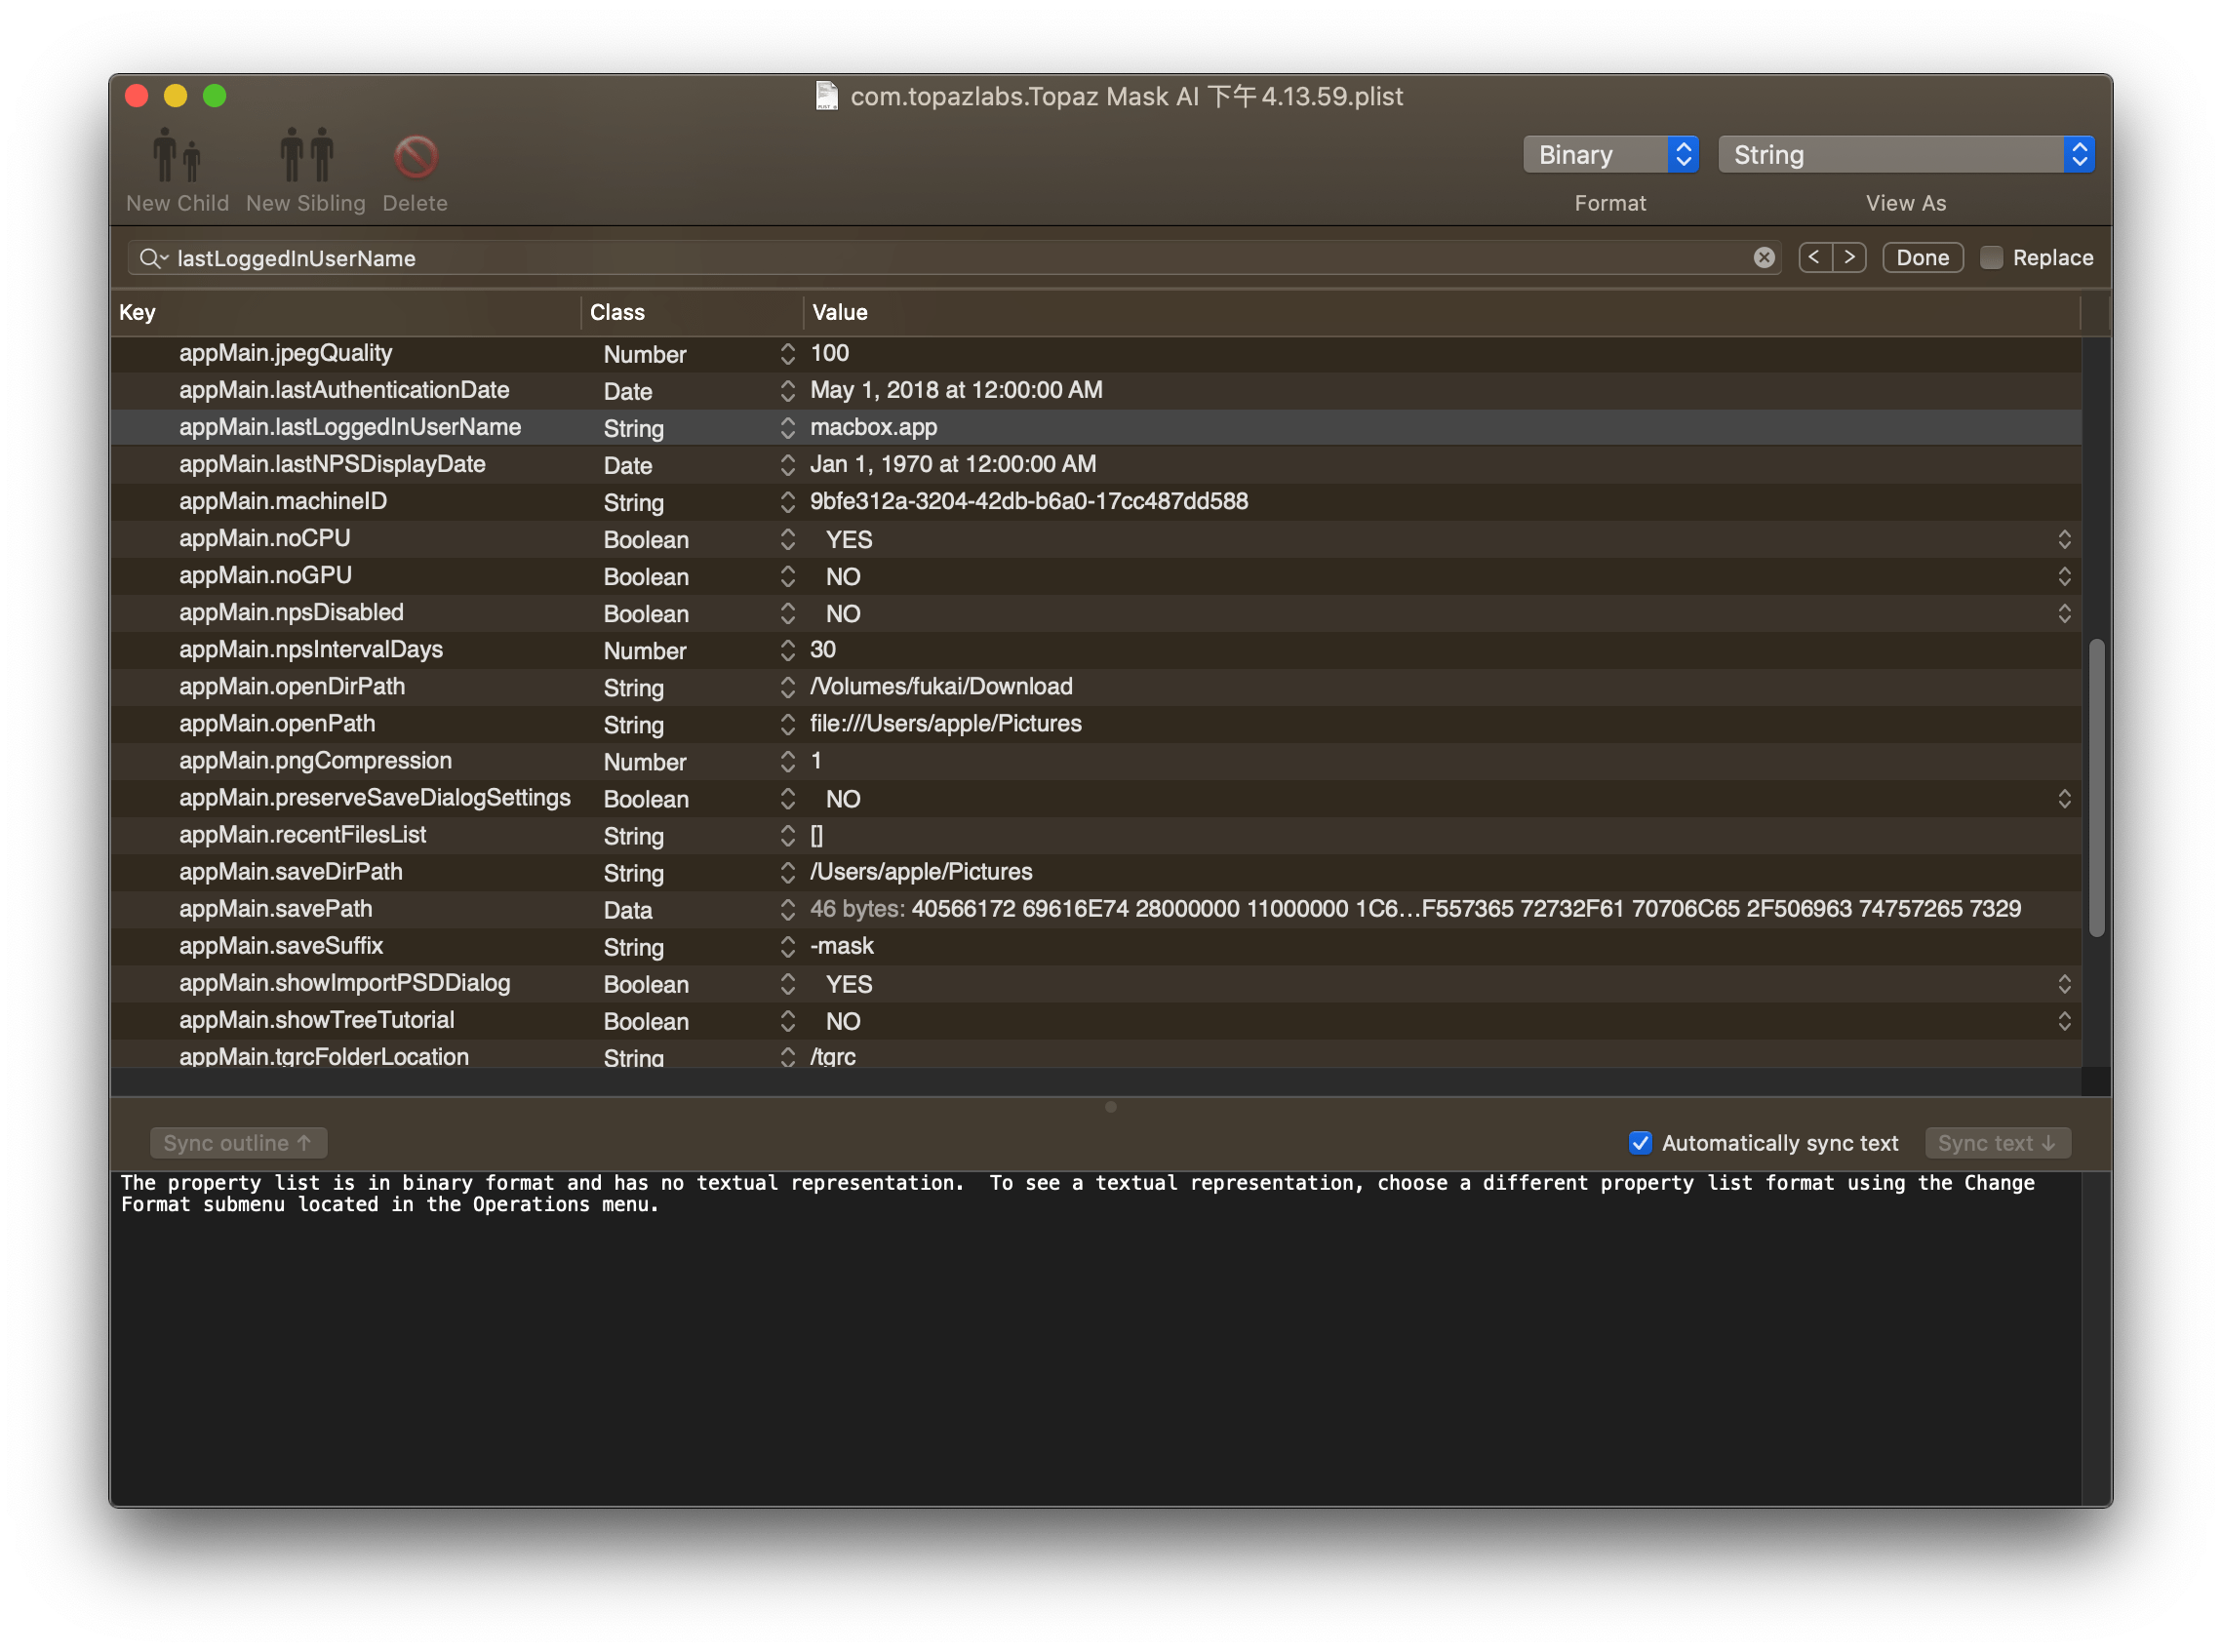 com.topazlabs.Topaz Mask AI 下午4.13.59.plist
New Child New Sibling Delete
Binary String
Format View As
lastLoggedInUserName < > Done Replace
Key Class Value
appMain.jpegQuality Number 100
appMain.lastAuthenticationDate Date May 1, 2018 at 12:00:00 AM
appMain.lastLoggedInUserName String macbox.app
appMain.lastNPSDisplayDate Date Jan 1, 1970 at 12:00:00 AM
appMain.machineID String 9bfe312a-3204-42db-b6a0-17cc487dd588
appMain.noCPU Boolean YES
appMain.noGPU Boolean NO
appMain.npsDisabled Boolean NO
appMain.npsIntervalDays Number 30
appMain.openDirPath String /Volumes/fukai/Download
appMain.openPath String file:///Users/apple/Pictures
appMain.pngCompression Number 1
appMain.preserveSaveDialogSettings Boolean NO
appMain.recentFilesList String []
appMain.saveDirPath String /Users/apple/Pictures
appMain.savePath Data 46 bytes: 40566172 69616E74 28000000 11000000 1C6…F557365 72732F61 70706C65 2F506963 74757265 7329
appMain.saveSuffix String -mask
appMain.showImportPSDDialog Boolean YES
appMain.showTreeTutorial Boolean NO
appMain.tgrcFolderLocation String /tgrc
Sync outline ↑ Automatically sync text Sync text ↓
The property list is in binary format and has no textual representation.  To see a textual representation, choose a different property list format using the Change
Format submenu located in the Operations menu.